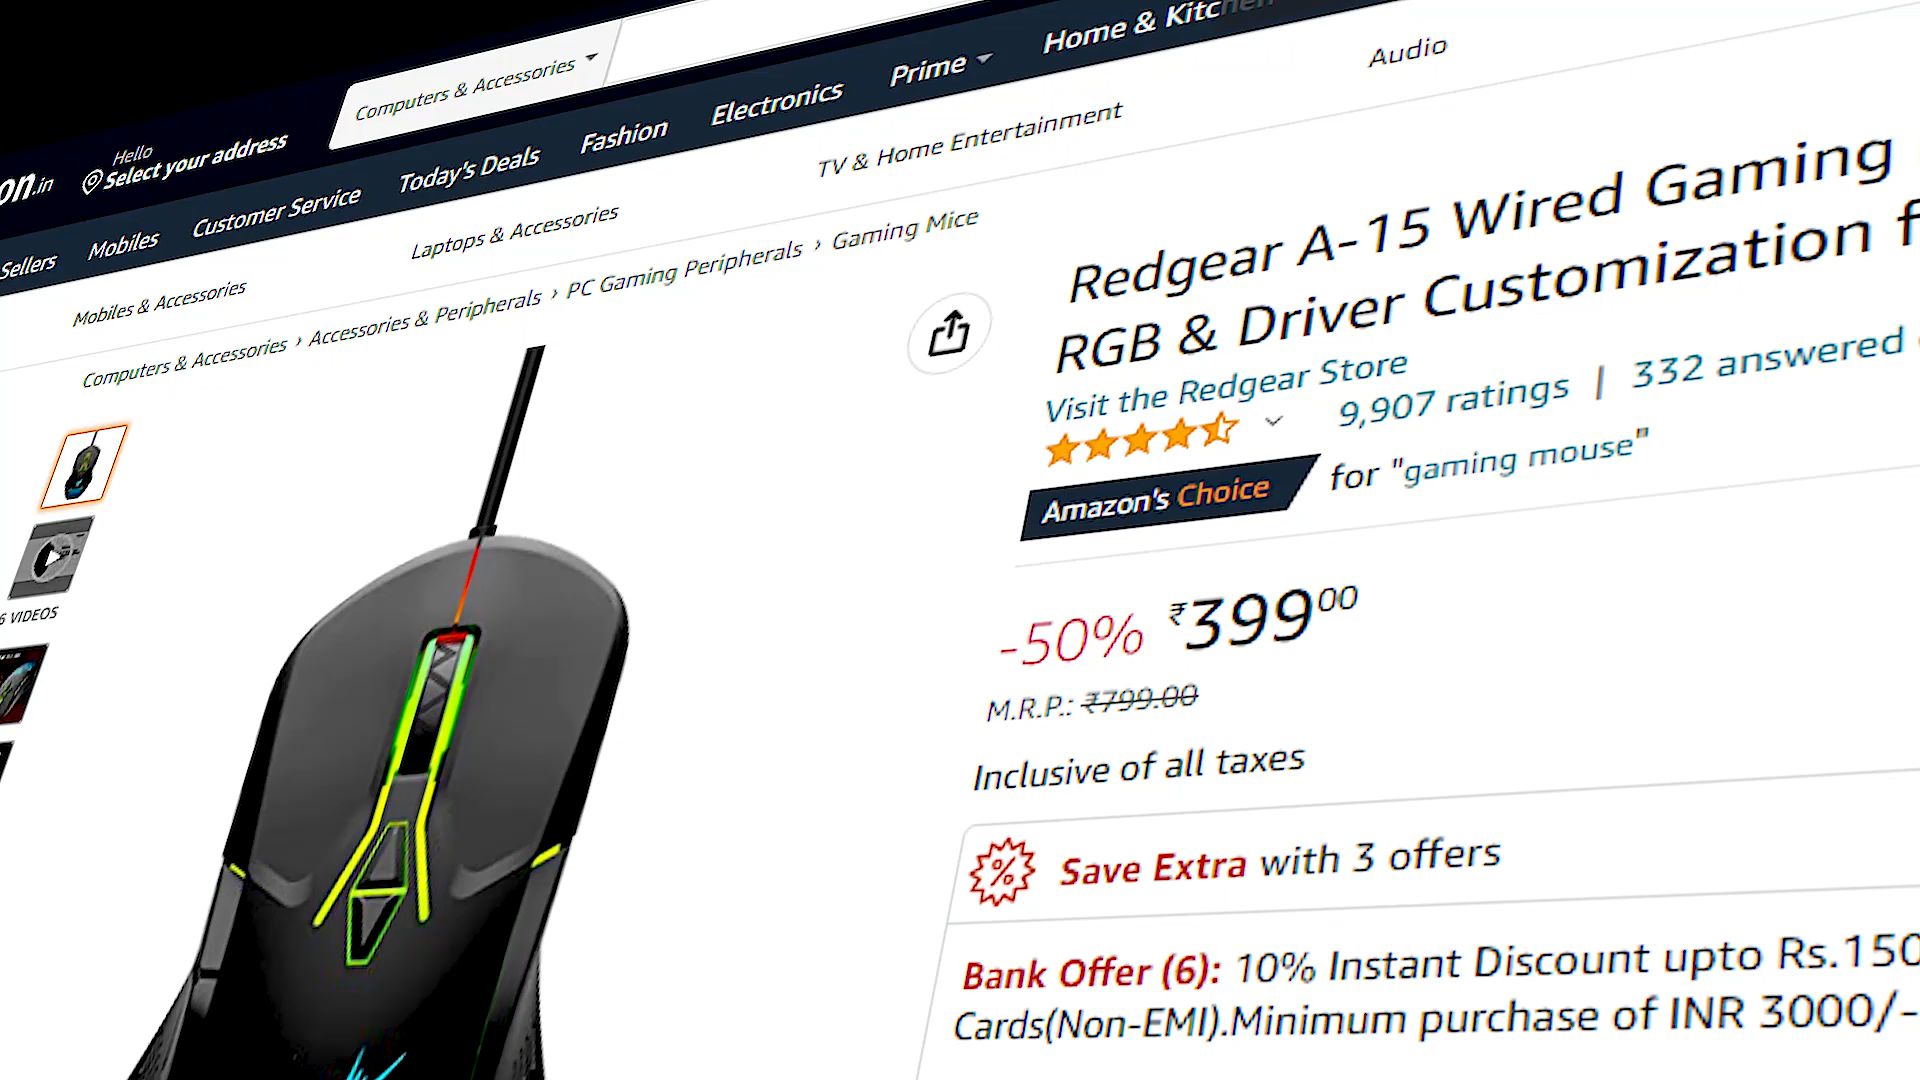 Computers & Accessories
on.in
Hello
Select your address
Sellers Mobiles Customer Service Today's Deals Fashion Electronics Prime Home & Kitchen
Mobiles & Accessories Laptops & Accessories TV & Home Entertainment Audio
Computers & Accessories › Accessories & Peripherals › PC Gaming Peripherals › Gaming Mice
6 VIDEOS
Redgear A-15 Wired Gaming
RGB & Driver Customization f
Visit the Redgear Store
9,907 ratings | 332 answered
Amazon's Choice for "gaming mouse"
-50% ₹39900
M.R.P.: ₹799.00
Inclusive of all taxes
Save Extra with 3 offers
Bank Offer (6): 10% Instant Discount upto Rs.150
Cards(Non-EMI).Minimum purchase of INR 3000/-